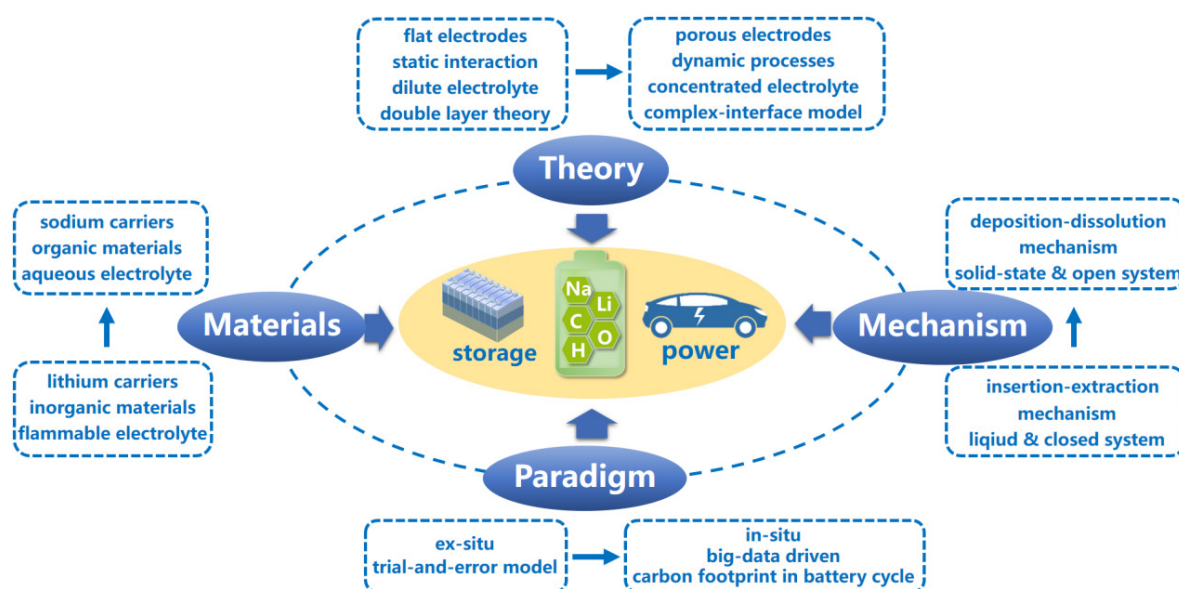 flat electrodes
static interaction
dilute electrolyte
double layer theory
porous electrodes
dynamic processes
concentrated electrolyte
complex-interface model
Theory
sodium carriers
organic materials
aqueous electrolyte
deposition-dissolution
mechanism
solid-state & open system
Materials
storage
Na
Li
C
O
H
power
Mechanism
lithium carriers
inorganic materials
flammable electrolyte
insertion-extraction
mechanism
liqiud & closed system
Paradigm
ex-situ
trial-and-error model
in-situ
big-data driven
carbon footprint in battery cycle